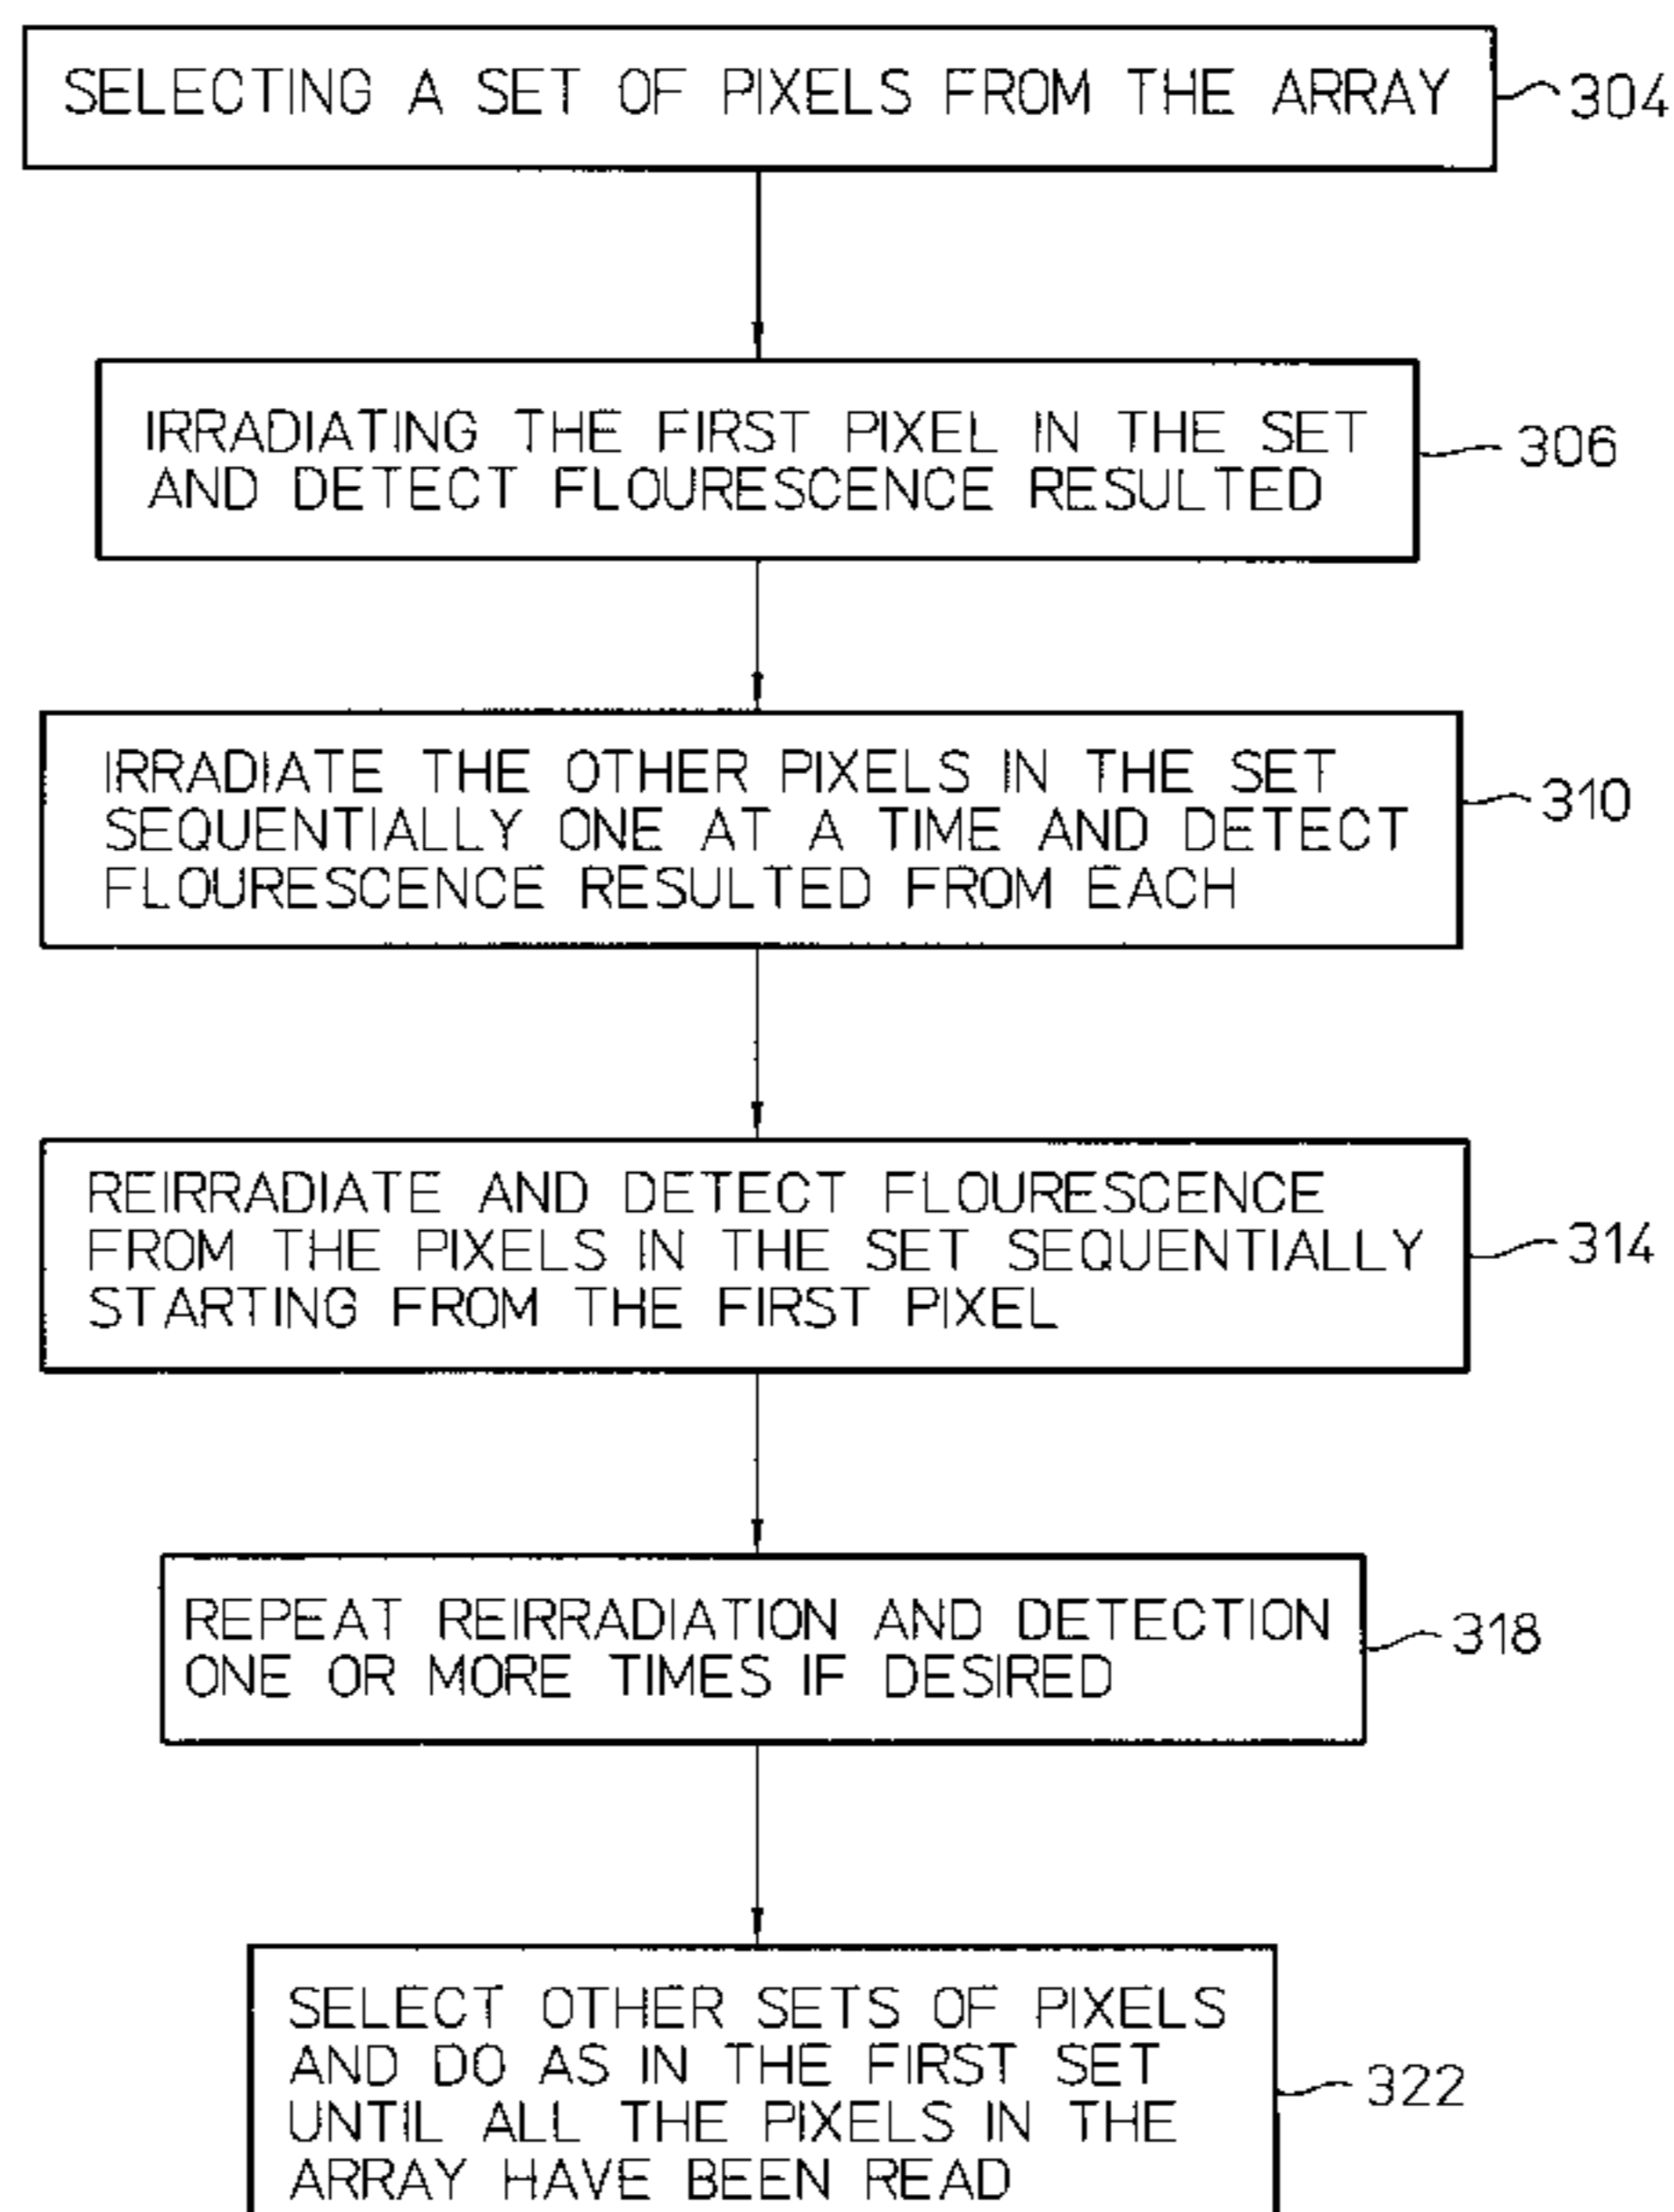 SELECTING A SET OF PIXELS FROM THE ARRAY
304
IRRADIATING THE FIRST PIXEL IN THE SET
AND DETECT FLOURESCENCE RESULTED
306
IRRADIATE THE OTHER PIXELS IN THE SET
SEQUENTIALLY ONE AT A TIME AND DETECT
FLOURESCENCE RESULTED FROM EACH
310
REIRRADIATE AND DETECT FLOURESCENCE
FROM THE PIXELS IN THE SET SEQUENTIALLY
STARTING FROM THE FIRST PIXEL
314
REPEAT REIRRADIATION AND DETECTION
ONE OR MORE TIMES IF DESIRED
318
SELECT OTHER SETS OF PIXELS
AND DO AS IN THE FIRST SET
UNTIL ALL THE PIXELS IN THE
ARRAY HAVE BEEN READ
322